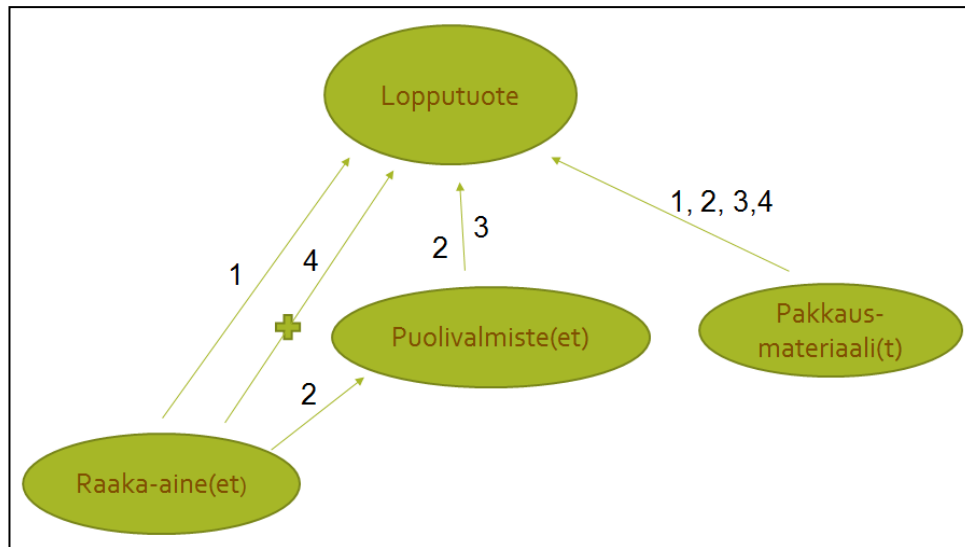 Lopputuote
1, 2, 3,4
3
2
4
1
Puolivalmiste(et)
Pakkaus-
materiaali(t)
2
Raaka-aine(et)